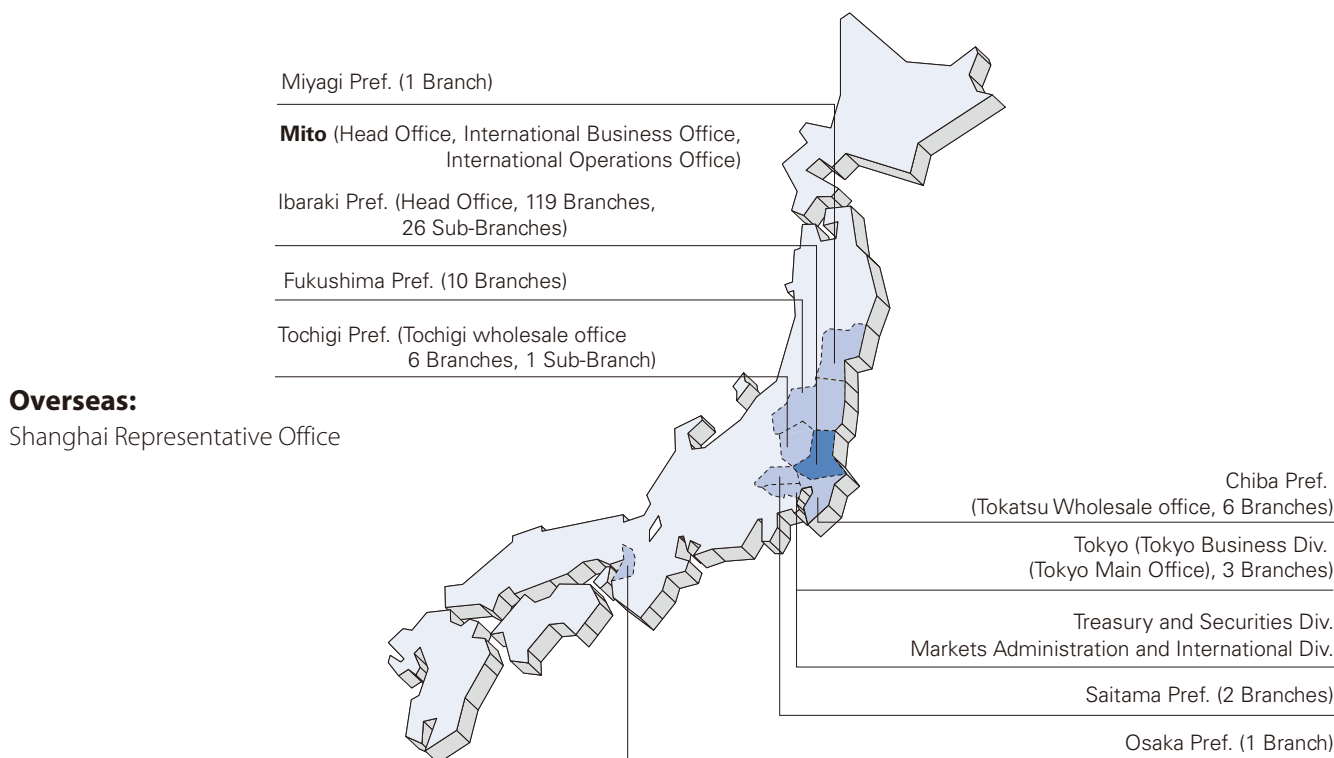 Miyagi Pref. (1 Branch)
Mito (Head Office, International Business Office,
International Operations Office)
Ibaraki Pref. (Head Office, 119 Branches,
26 Sub-Branches)
Fukushima Pref. (10 Branches)
Tochigi Pref. (Tochigi wholesale office
6 Branches, 1 Sub-Branch)
Overseas:
Shanghai Representative Office
Chiba Pref.
(Tokatsu Wholesale office, 6 Branches)
Tokyo (Tokyo Business Div.
(Tokyo Main Office), 3 Branches)
Treasury and Securities Div.
Markets Administration and International Div.
Saitama Pref. (2 Branches)
Osaka Pref. (1 Branch)